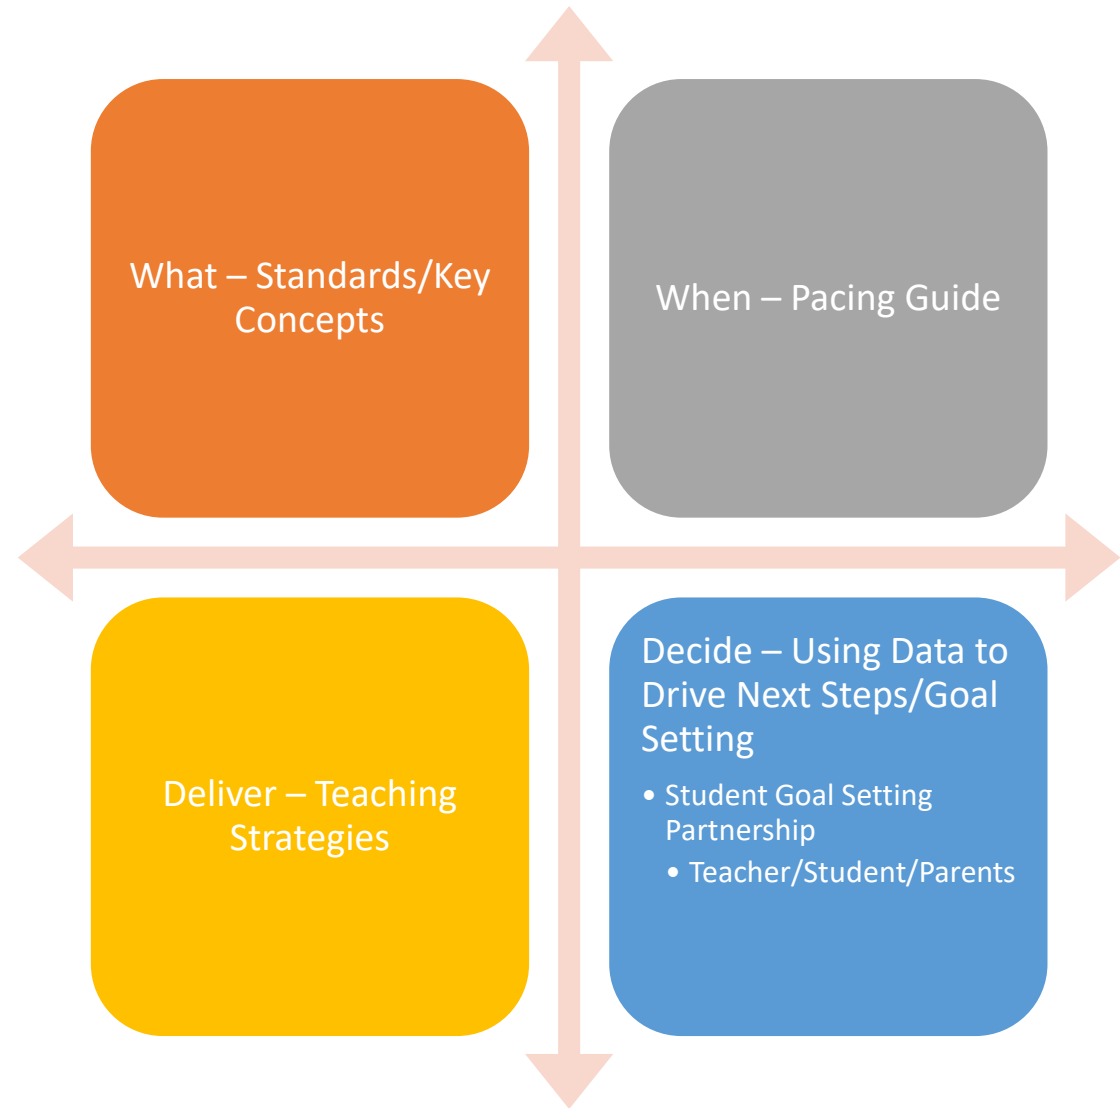 What – Standards/Key
Concepts
When – Pacing Guide
Deliver – Teaching
Strategies
Decide – Using Data to
Drive Next Steps/Goal
Setting
• Student Goal Setting
Partnership
• Teacher/Student/Parents